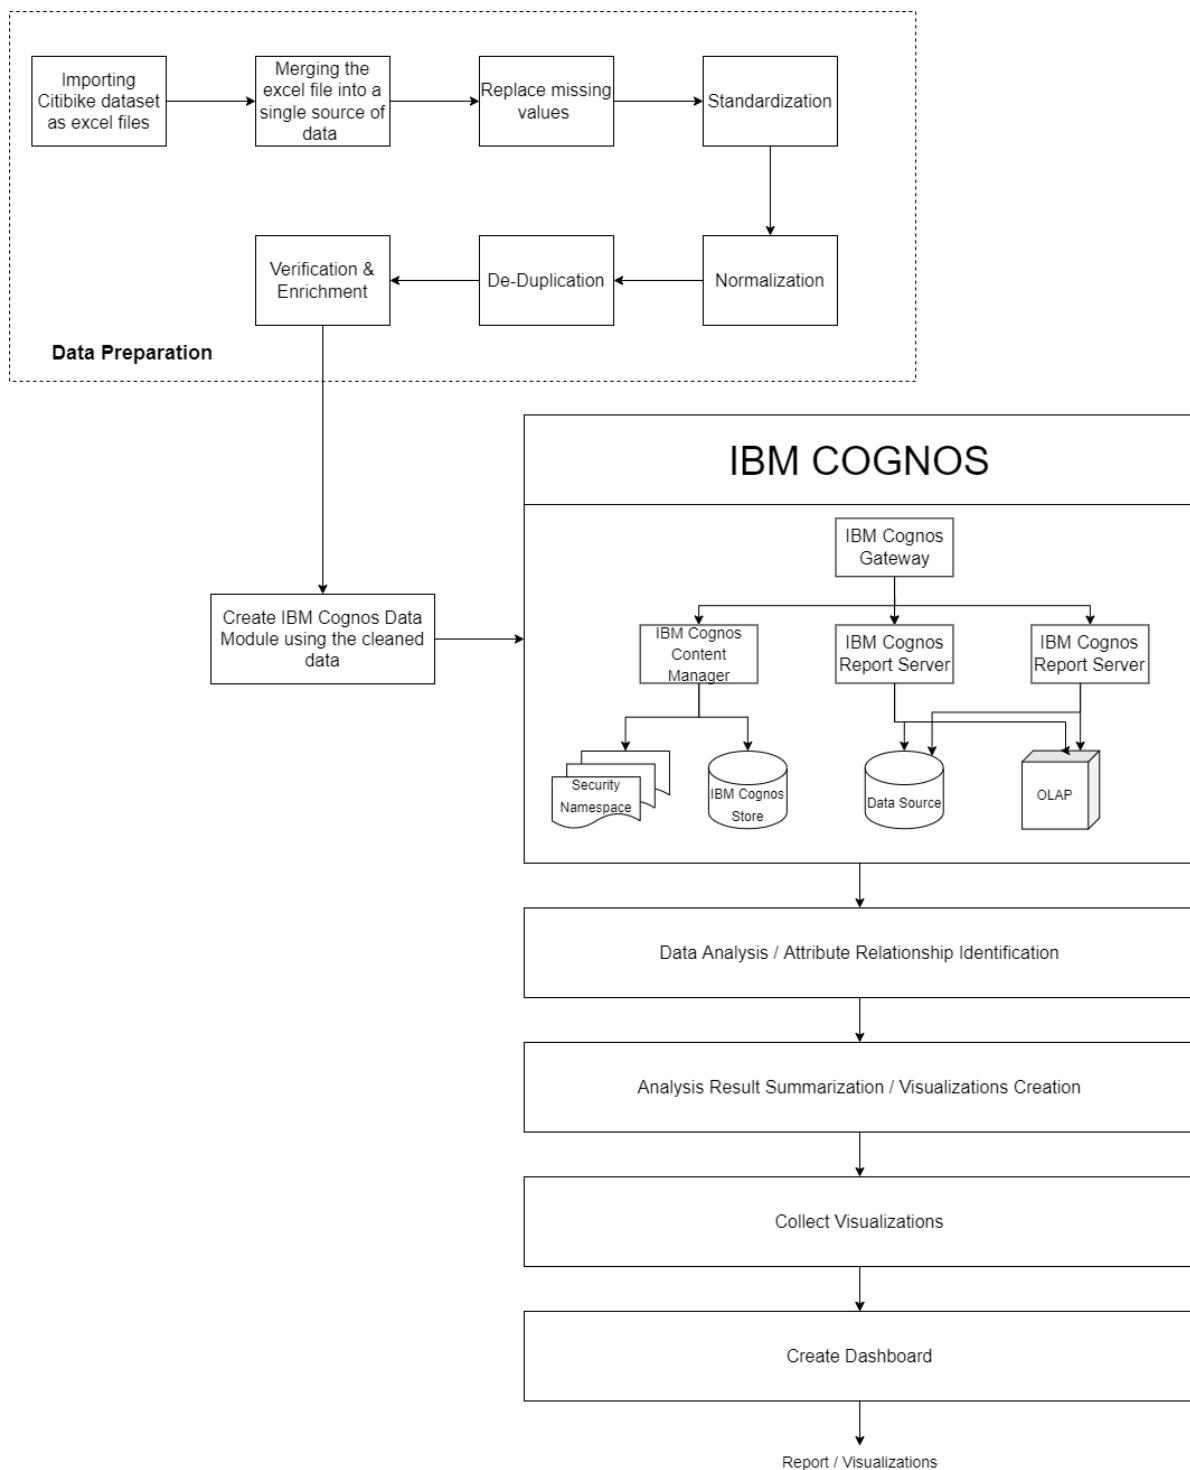 Importing
Citibike dataset
as excel files
Merging the
excel file into a
single source of
data
Replace missing
values
Standardization
Verification &
Enrichment
De-Duplication
Normalization
Data Preparation
IBM COGNOS
IBM Cognos
Gateway
Create IBM Cognos Data
Module using the cleaned
data
IBM Cognos
Content
Manager
IBM Cognos
Report Server
IBM Cognos
Report Server
Security
Namespace
IBM Cognos
Store
Data Source
OLAP
Data Analysis / Attribute Relationship Identification
Analysis Result Summarization / Visualizations Creation
Collect Visualizations
Create Dashboard
Report / Visualizations